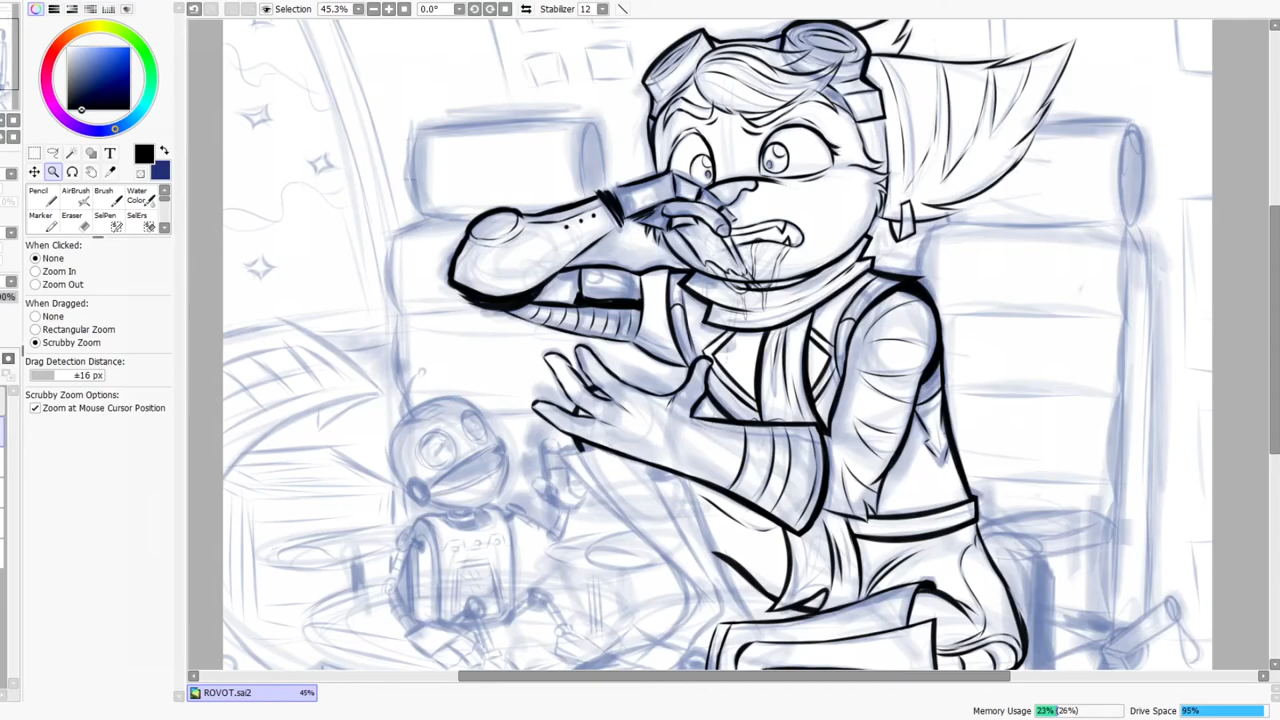 Selection 45.3% 0.0° Stabilizer 12
T
Pencil AirBrush Brush Water Color
Marker Eraser SelPen SelErs
When Clicked:
None
Zoom In
Zoom Out
When Dragged:
None
Rectangular Zoom
Scrubby Zoom
Drag Detection Distance:
±16 px
Scrubby Zoom Options:
Zoom at Mouse Cursor Position
ROVOT.sai2 45%
Memory Usage 23% (26%) Drive Space 95%